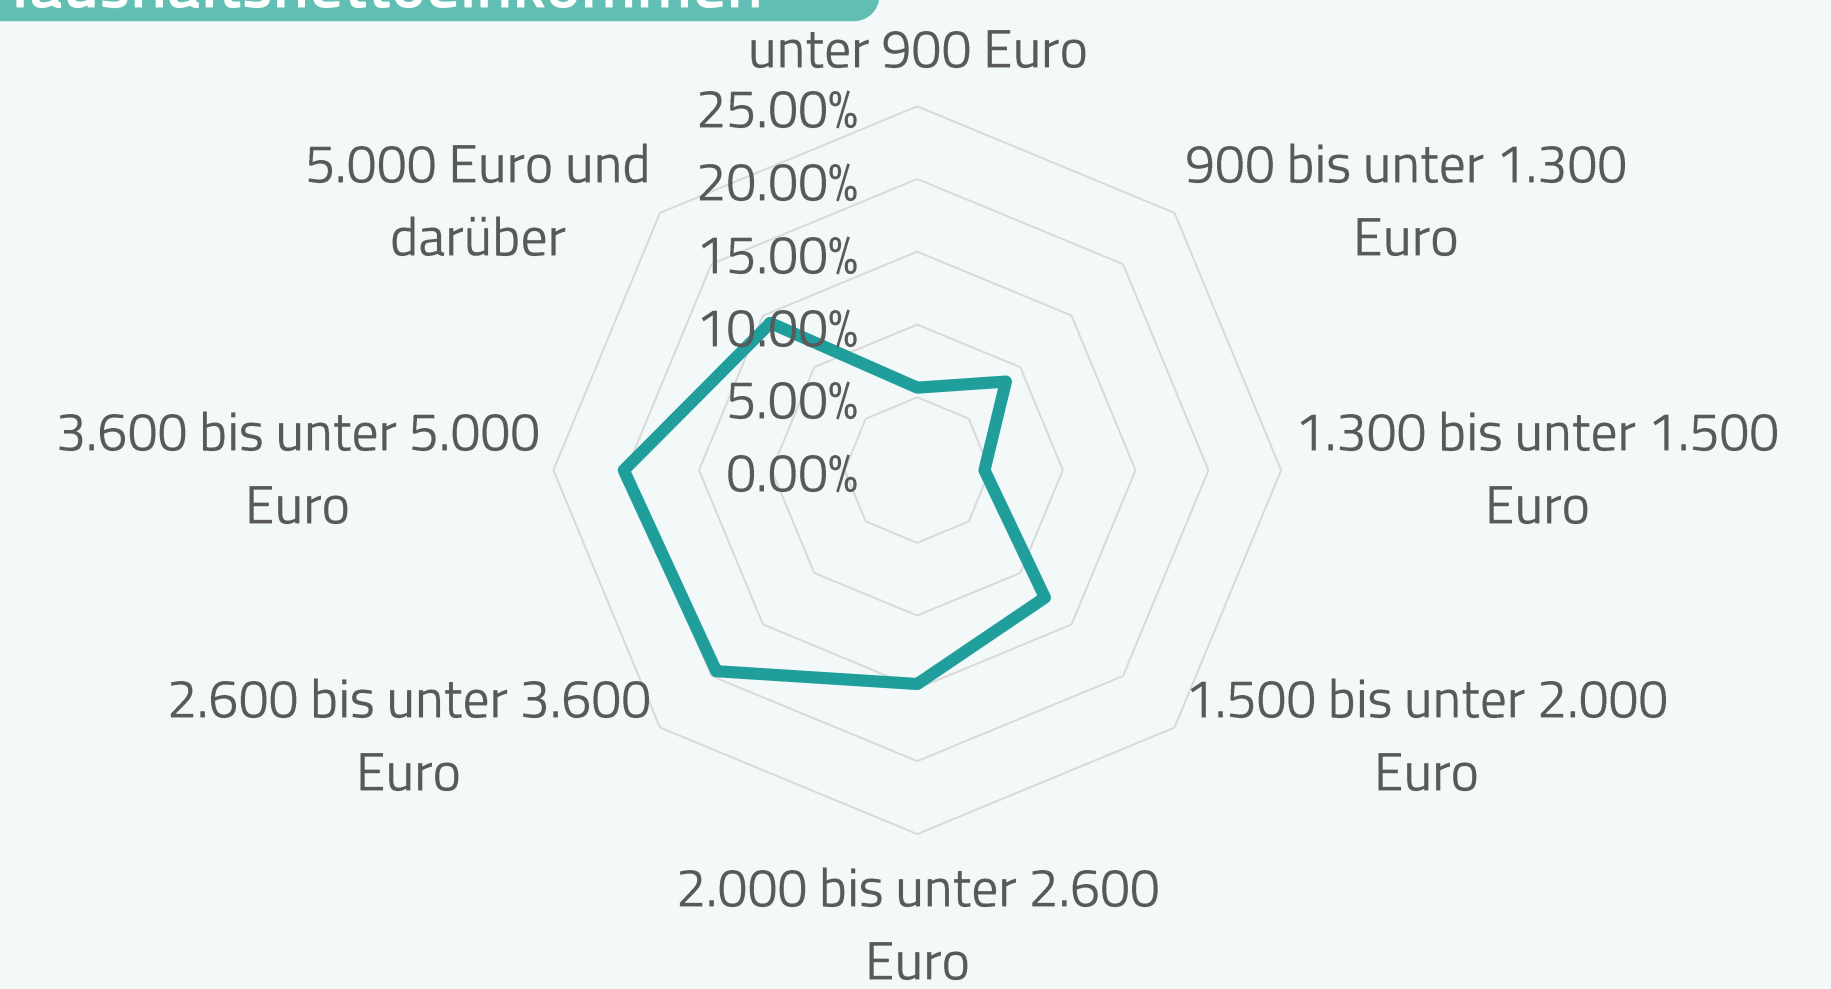 unter 900 Euro
25.00%
20.00%
15.00%
10.00%
5.00%
0.00%
900 bis unter 1.300
Euro
1.300 bis unter 1.500
Euro
1.500 bis unter 2.000
Euro
2.000 bis unter 2.600
Euro
2.600 bis unter 3.600
Euro
3.600 bis unter 5.000
Euro
5.000 Euro und
darüber